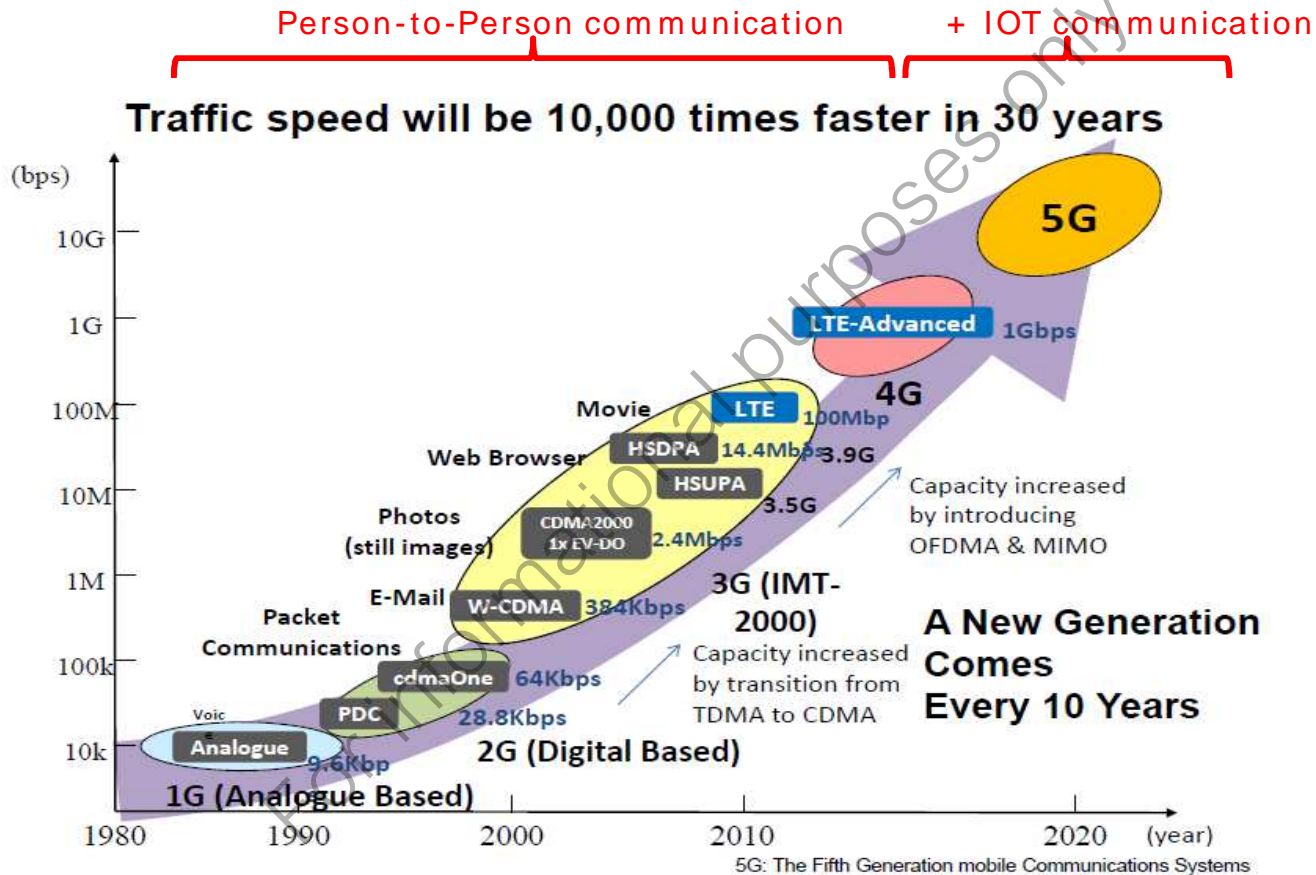 Person-to-Person communication
+ IOT communication
Traffic speed will be 10,000 times faster in 30 years
(bps)
10G
1G
100M
10M
1M
100k
10k
5G
LTE-Advanced
1Gbps
4G
Movie
LTE
100Mbp
s
HSDPA
14.4Mbps
3.9G
Web Browser
HSUPA
3.5G
Photos
(still images)
CDMA2000
1x EV-DO
2.4Mbps
Capacity increased
by introducing
OFDMA & MIMO
E-Mail
W-CDMA
384Kbps
3G (IMT-
2000)
Packet
Communications
cdmaOne
64Kbps
Capacity increased
by transition from
TDMA to CDMA
A New Generation
Comes
Every 10 Years
PDC
28.8Kbps
2G (Digital Based)
Voic
e
Analogue
9.6Kbp
s
1G (Analogue Based)
1980
1990
2000
2010
2020
(year)
5G: The Fifth Generation mobile Communications Systems
For informational purposes only